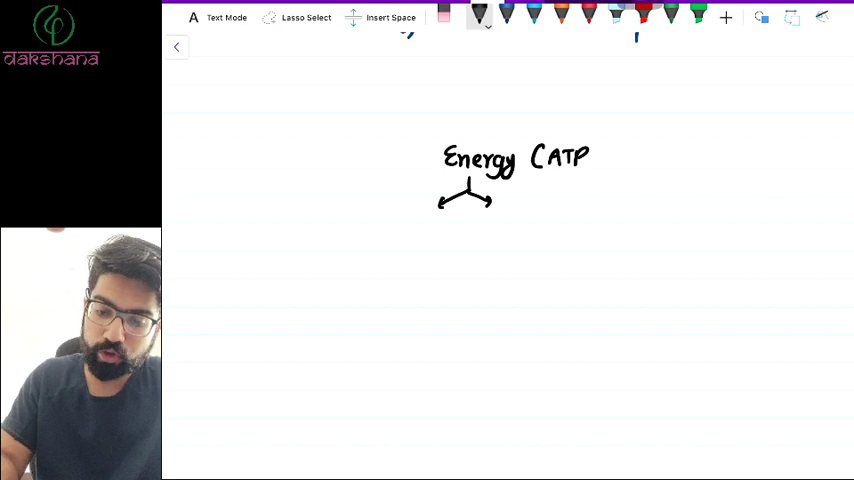 dakshana
Text Mode
Lasso Select
Insert Space
Energy (ATP